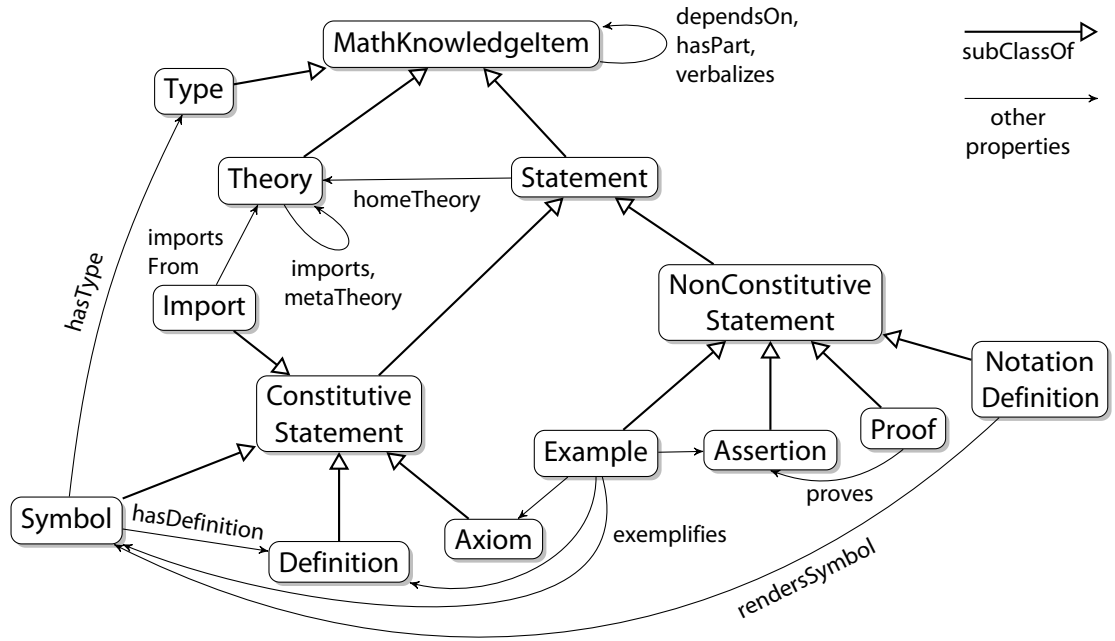 MathKnowledgeItem
dependsOn,
hasPart,
verbalizes
subClassOf
other
properties
Type
Theory
homeTheory
Statement
imports
From
imports,
metaTheory
hasType
Import
NonConstitutive
Statement
Notation
Definition
Constitutive
Statement
Example
Assertion
Proof
proves
Symbol
hasDefinition
Definition
Axiom
exemplifies
rendersSymbol